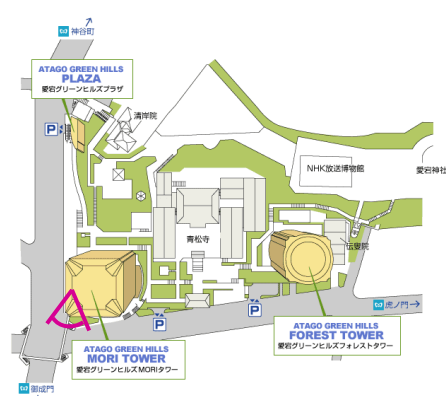 神谷町
ATAGO GREEN HILLS
PLAZA
愛宕グリーンヒルズプラザ
清岸院
P
NHK放送博物館
愛宕神社
青松寺
伝叟院
虎ノ門
P
P
ATAGO GREEN HILLS
FOREST TOWER
愛宕グリーンヒルズフォレストタワー
ATAGO GREEN HILLS
MORI TOWER
愛宕グリーンヒルズMORIタワー
御成門